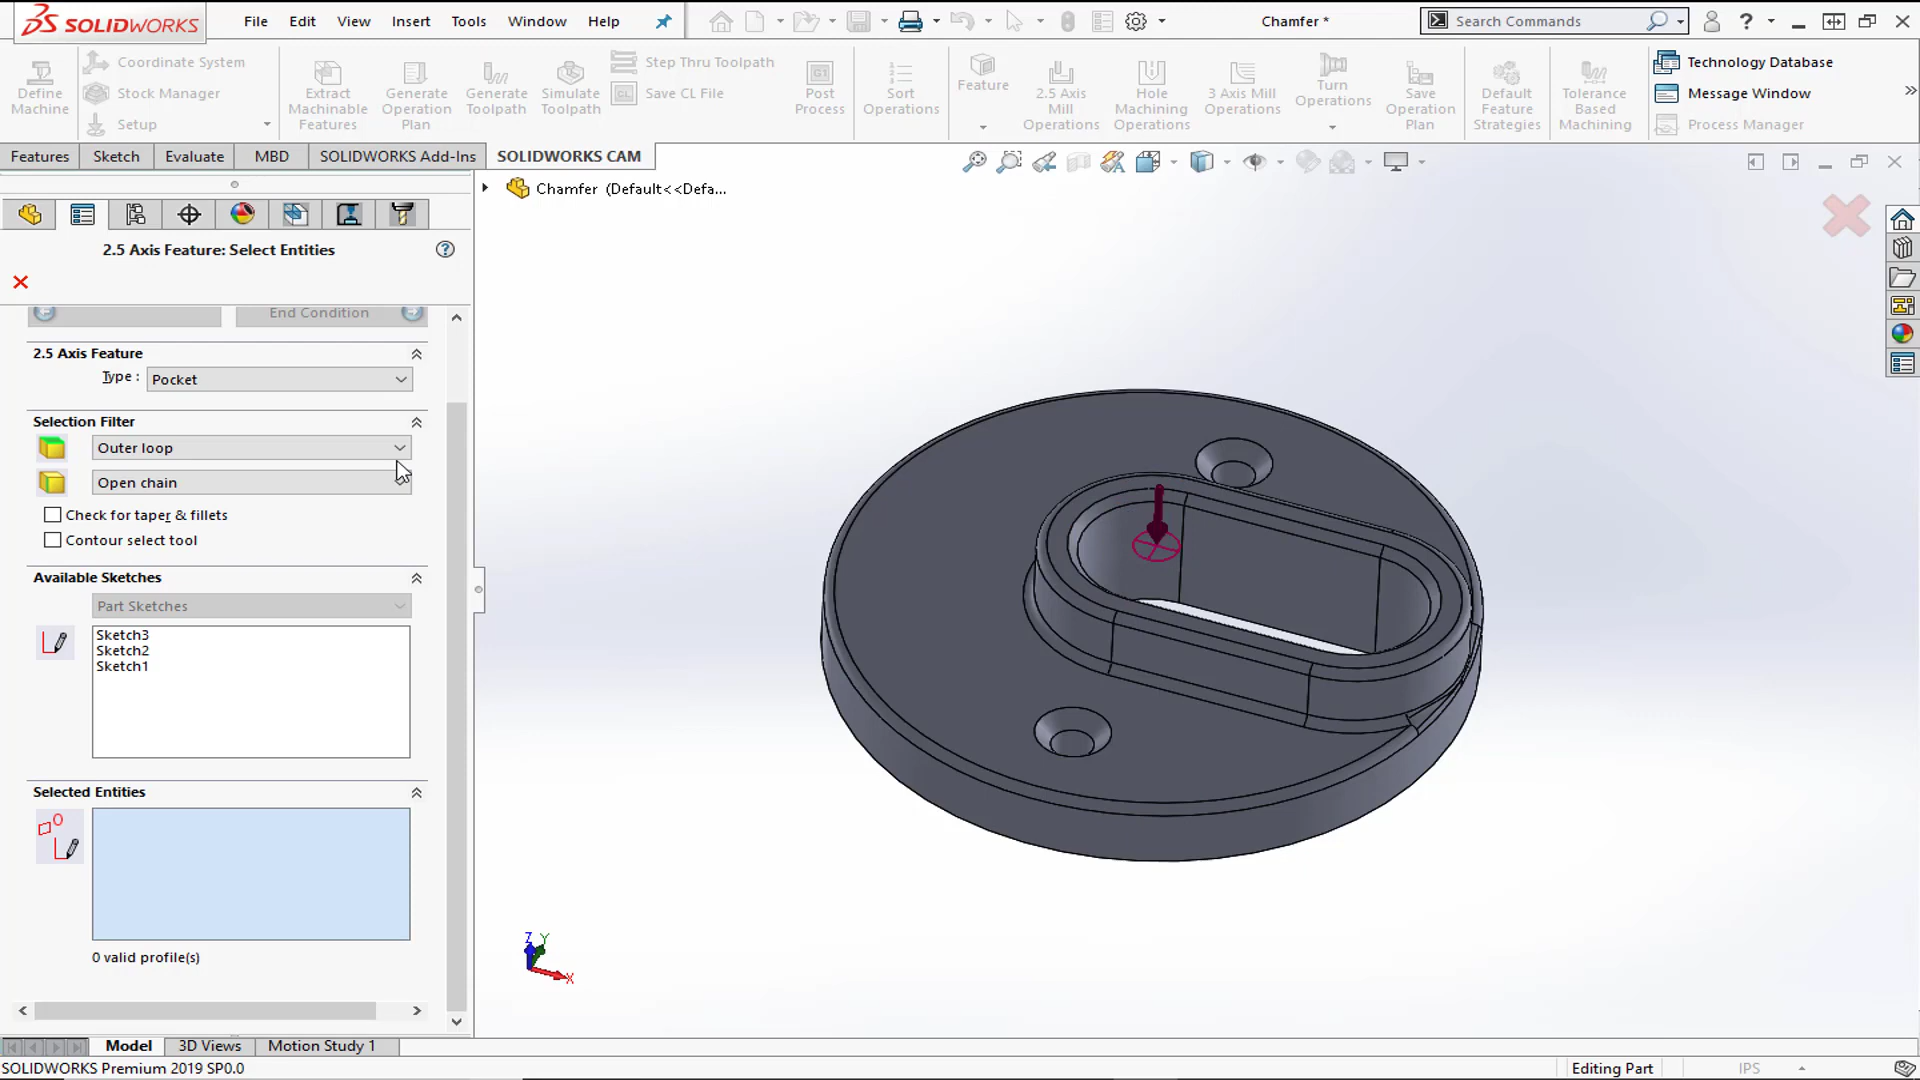 SOLIDWORKS
File Edit View Insert Tools Window Help
Chamfer *
Search Commands
Define Machine
Coordinate System
Stock Manager
Setup
Extract Machinable Features
Generate Operation Plan
Generate Toolpath
Simulate Toolpath
Step Thru Toolpath
Save CL File
G1
Post Process
Sort Operations
Feature
2.5 Axis Mill Operations
Hole Machining Operations
3 Axis Mill Operations
Turn Operations
Save Operation Plan
Default Feature Strategies
Tolerance Based Machining
Technology Database
Message Window
Process Manager
Features Sketch Evaluate MBD SOLIDWORKS Add-Ins SOLIDWORKS CAM
Chamfer (Default<<Defa...
2.5 Axis Feature: Select Entities
End Condition
2.5 Axis Feature
Type : Pocket
Selection Filter
Outer loop
Open chain
Check for taper & fillets
Contour select tool
Available Sketches
Part Sketches
Sketch3
Sketch2
Sketch1
Selected Entities
0 valid profile(s)
Z Y X
Model 3D Views Motion Study 1
SOLIDWORKS Premium 2019 SP0.0
Editing Part
IPS